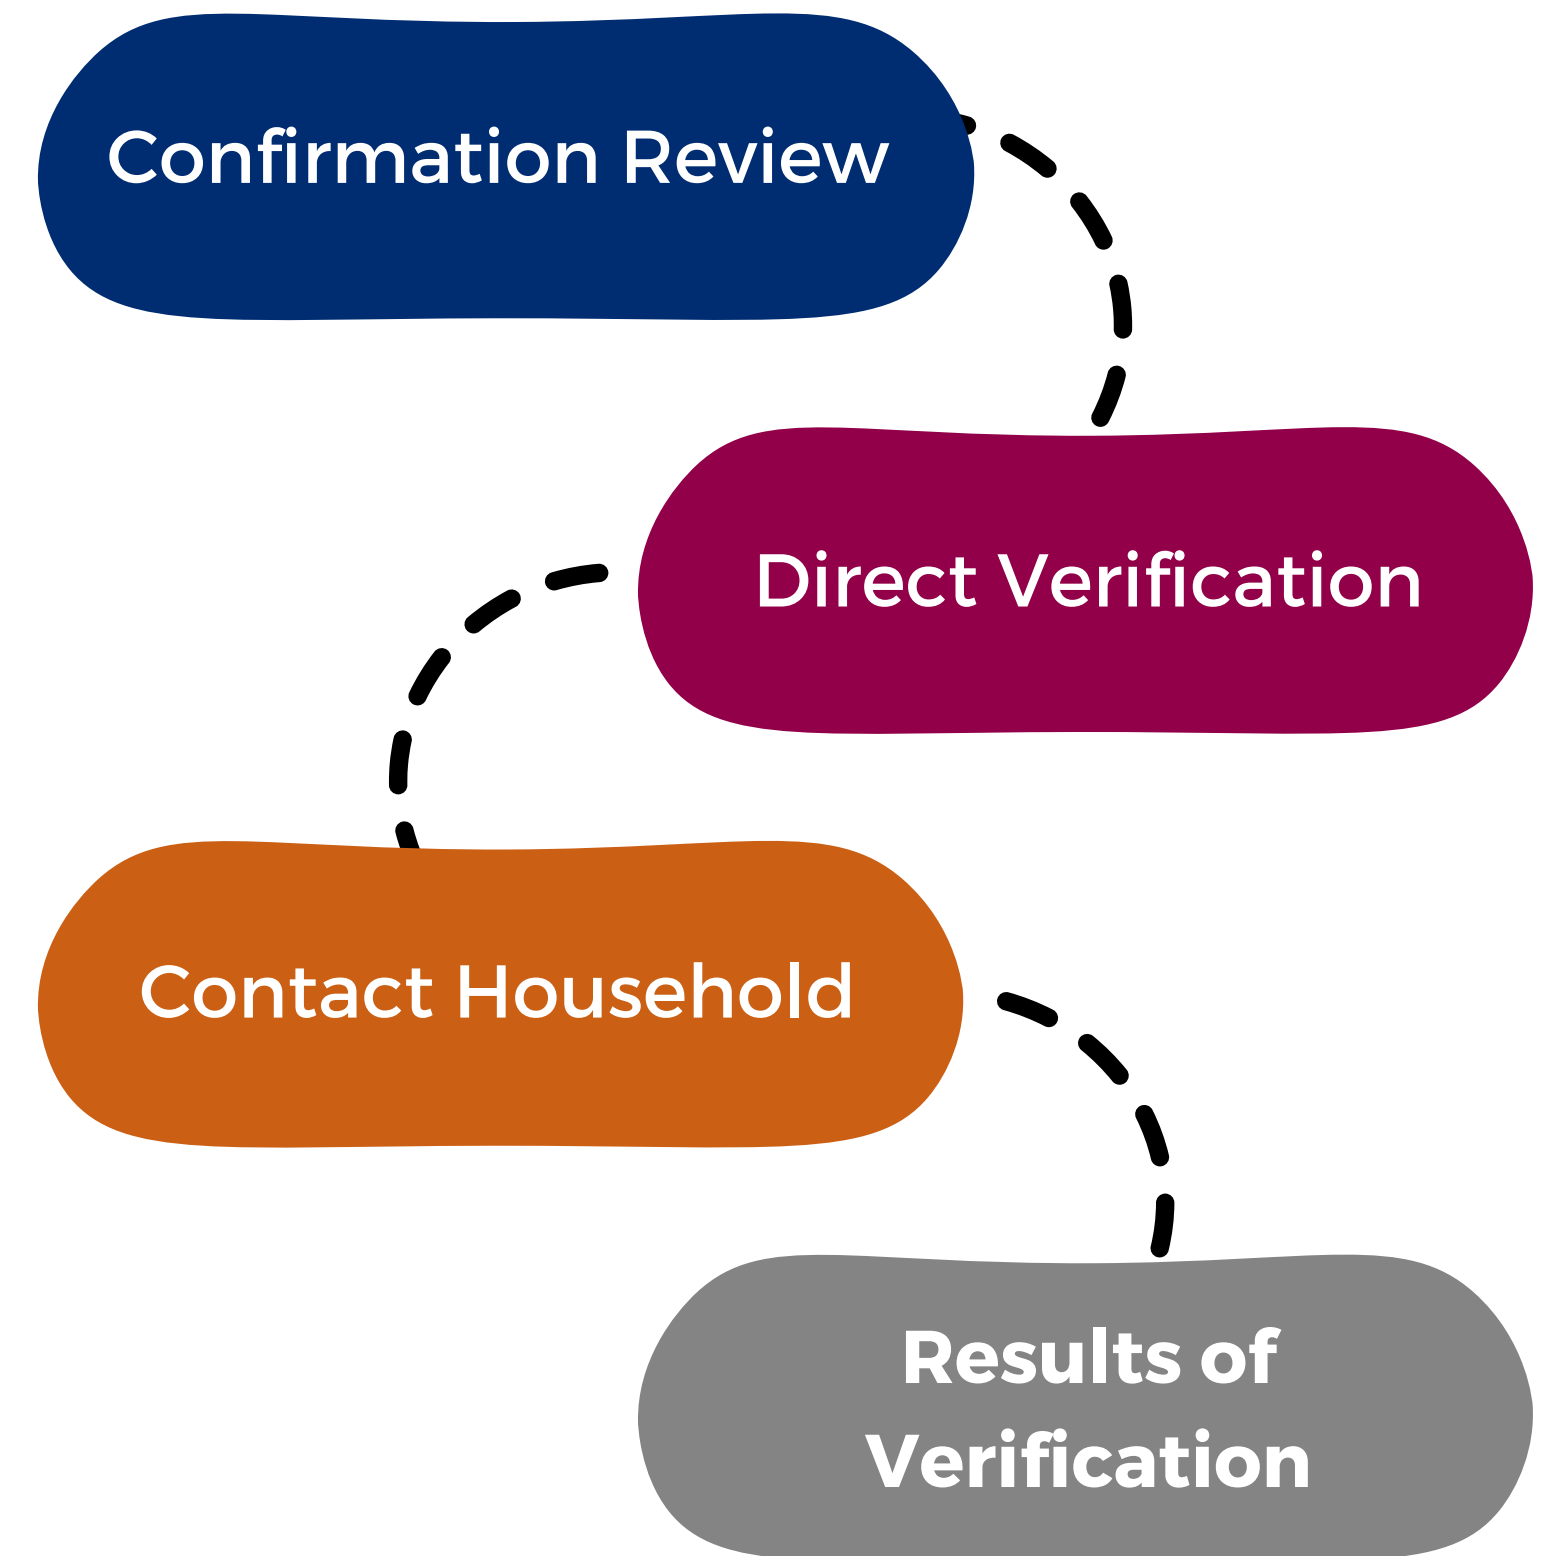 Confirmation Review
Direct Verification
Contact Household
Results of
Verification